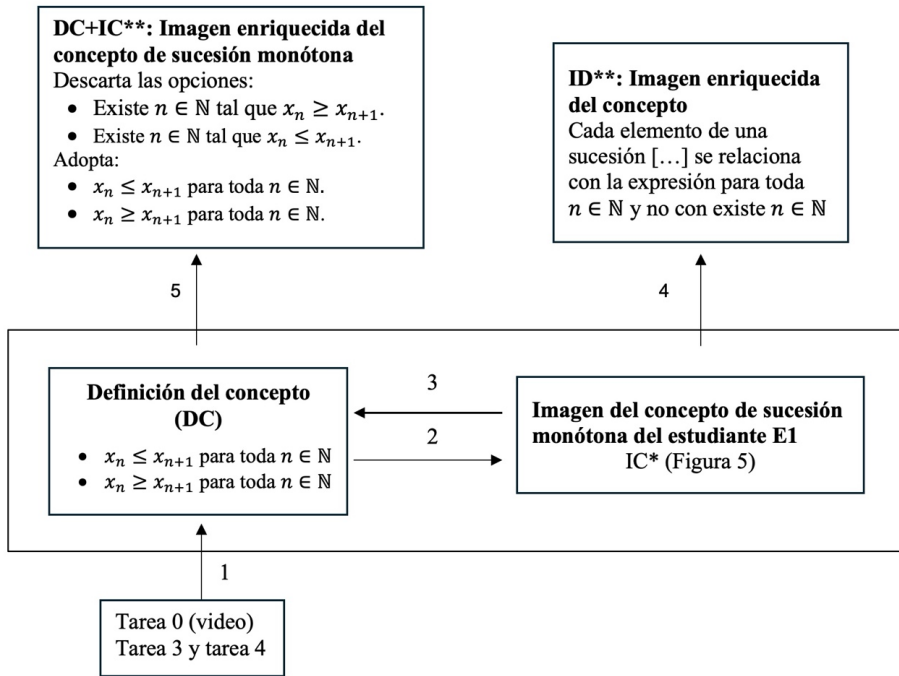 DC+IC**: Imagen enriquecida del
concepto de sucesión monótona
Descarta las opciones:
• Existe n ∈ ℕ tal que xₙ ≥ xₙ₊₁.
• Existe n ∈ ℕ tal que xₙ ≤ xₙ₊₁.
Adopta:
• xₙ ≤ xₙ₊₁ para toda n ∈ ℕ.
• xₙ ≥ xₙ₊₁ para toda n ∈ ℕ.
ID**: Imagen enriquecida
del concepto
Cada elemento de una
sucesión […] se relaciona
con la expresión para toda
n ∈ ℕ y no con existe n ∈ ℕ
5
4
Definición del concepto
(DC)
• xₙ ≤ xₙ₊₁ para toda n ∈ ℕ
• xₙ ≥ xₙ₊₁ para toda n ∈ ℕ
3
2
Imagen del concepto de sucesión
monótona del estudiante E1
IC* (Figura 5)
1
Tarea 0 (video)
Tarea 3 y tarea 4